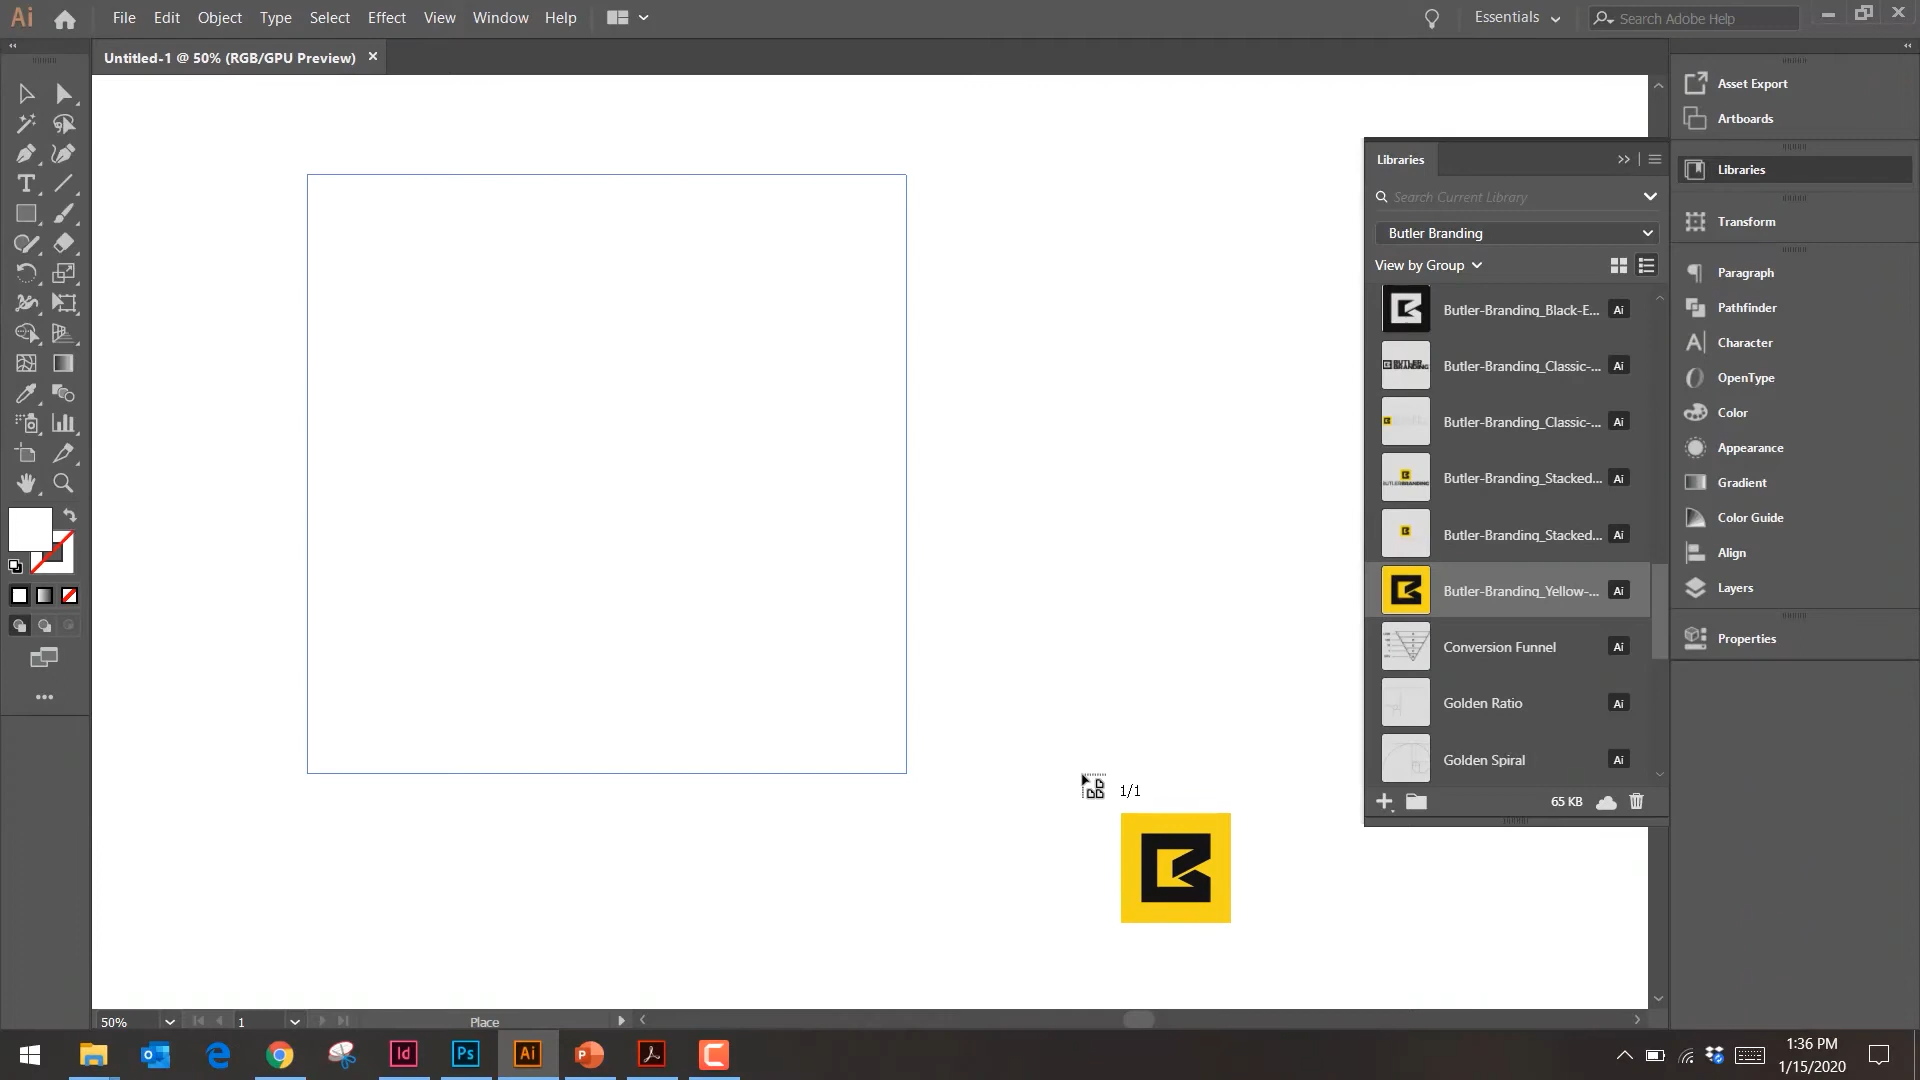 Ai File Edit Object Type Select Effect View Window Help Essentials Search Adobe Help
Untitled-1 @ 50% (RGB/GPU Preview)
Asset Export
Artboards
Libraries
Transform
Paragraph
Pathfinder
Character
OpenType
Color
Appearance
Gradient
Color Guide
Align
Layers
Properties
Libraries
Search Current Library
Butler Branding
View by Group
Butler-Branding_Black-E... Ai
Butler-Branding_Classic-... Ai
Butler-Branding_Classic-... Ai
Butler-Branding_Stacked... Ai
Butler-Branding_Stacked... Ai
Butler-Branding_Yellow-... Ai
Conversion Funnel Ai
Golden Ratio Ai
Golden Spiral Ai
65 KB
1/1
50% 1 Place
Id Ps Ai
1:36 PM
1/15/2020